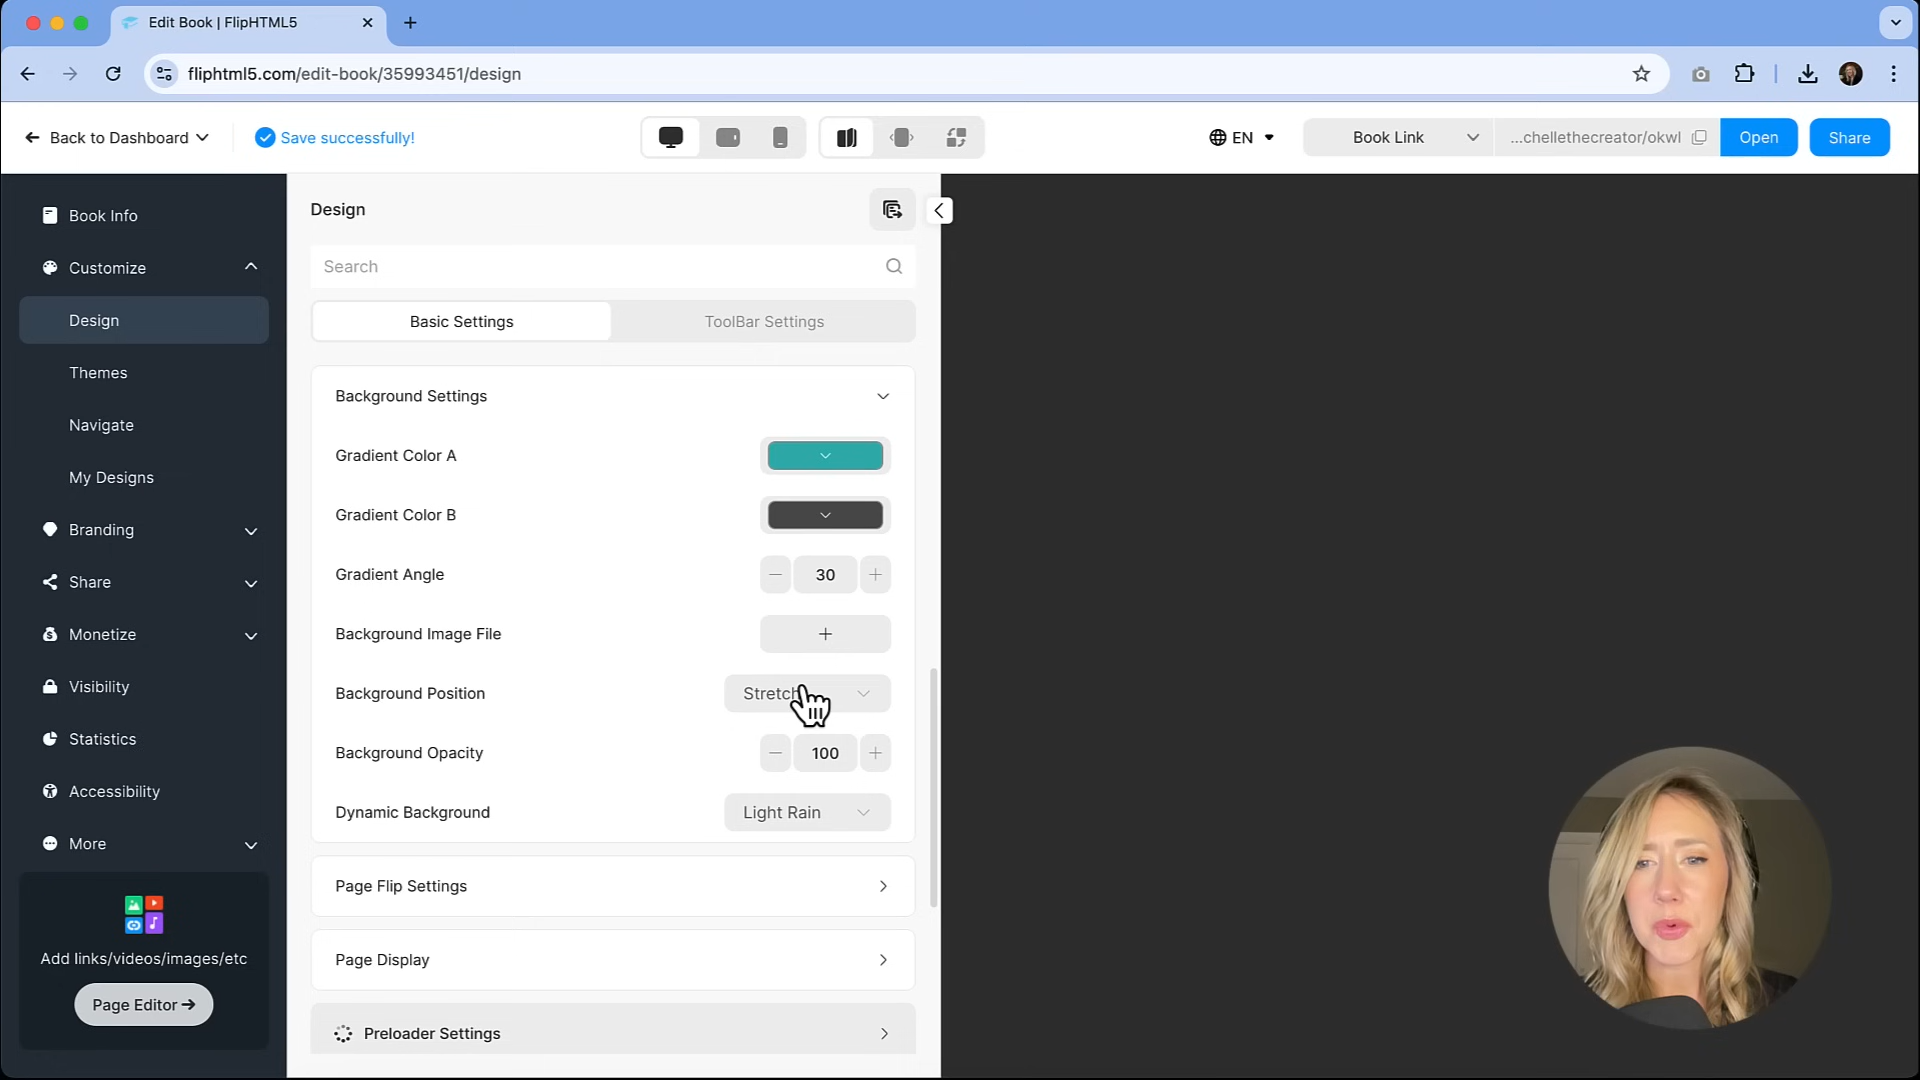 Edit Book | FlipHTML5
fliphtml5.com/edit-book/35993451/design
Back to Dashboard
Save successfully!
EN
Book Link
...chellethecreator/okwl
Open
Share
Book Info
Customize
Design
Themes
Navigate
My Designs
Branding
Share
Monetize
Visibility
Statistics
Accessibility
More
Add links/videos/images/etc
Page Editor
Design
Search
Basic Settings
ToolBar Settings
Background Settings
Gradient Color A
Gradient Color B
Gradient Angle
30
Background Image File
Background Position
Stretch
Background Opacity
100
Dynamic Background
Light Rain
Page Flip Settings
Page Display
Preloader Settings